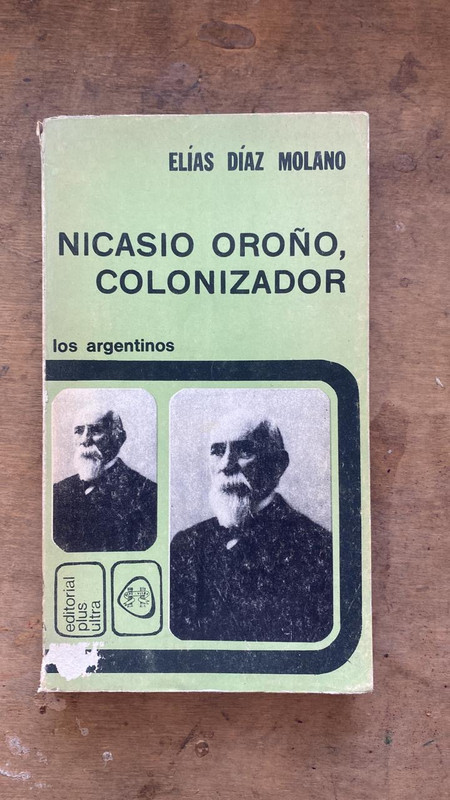 ELÍAS DÍAZ MOLANO
NICASIO OROÑO,
COLONIZADOR
los argentinos
editorial
plus
ultra